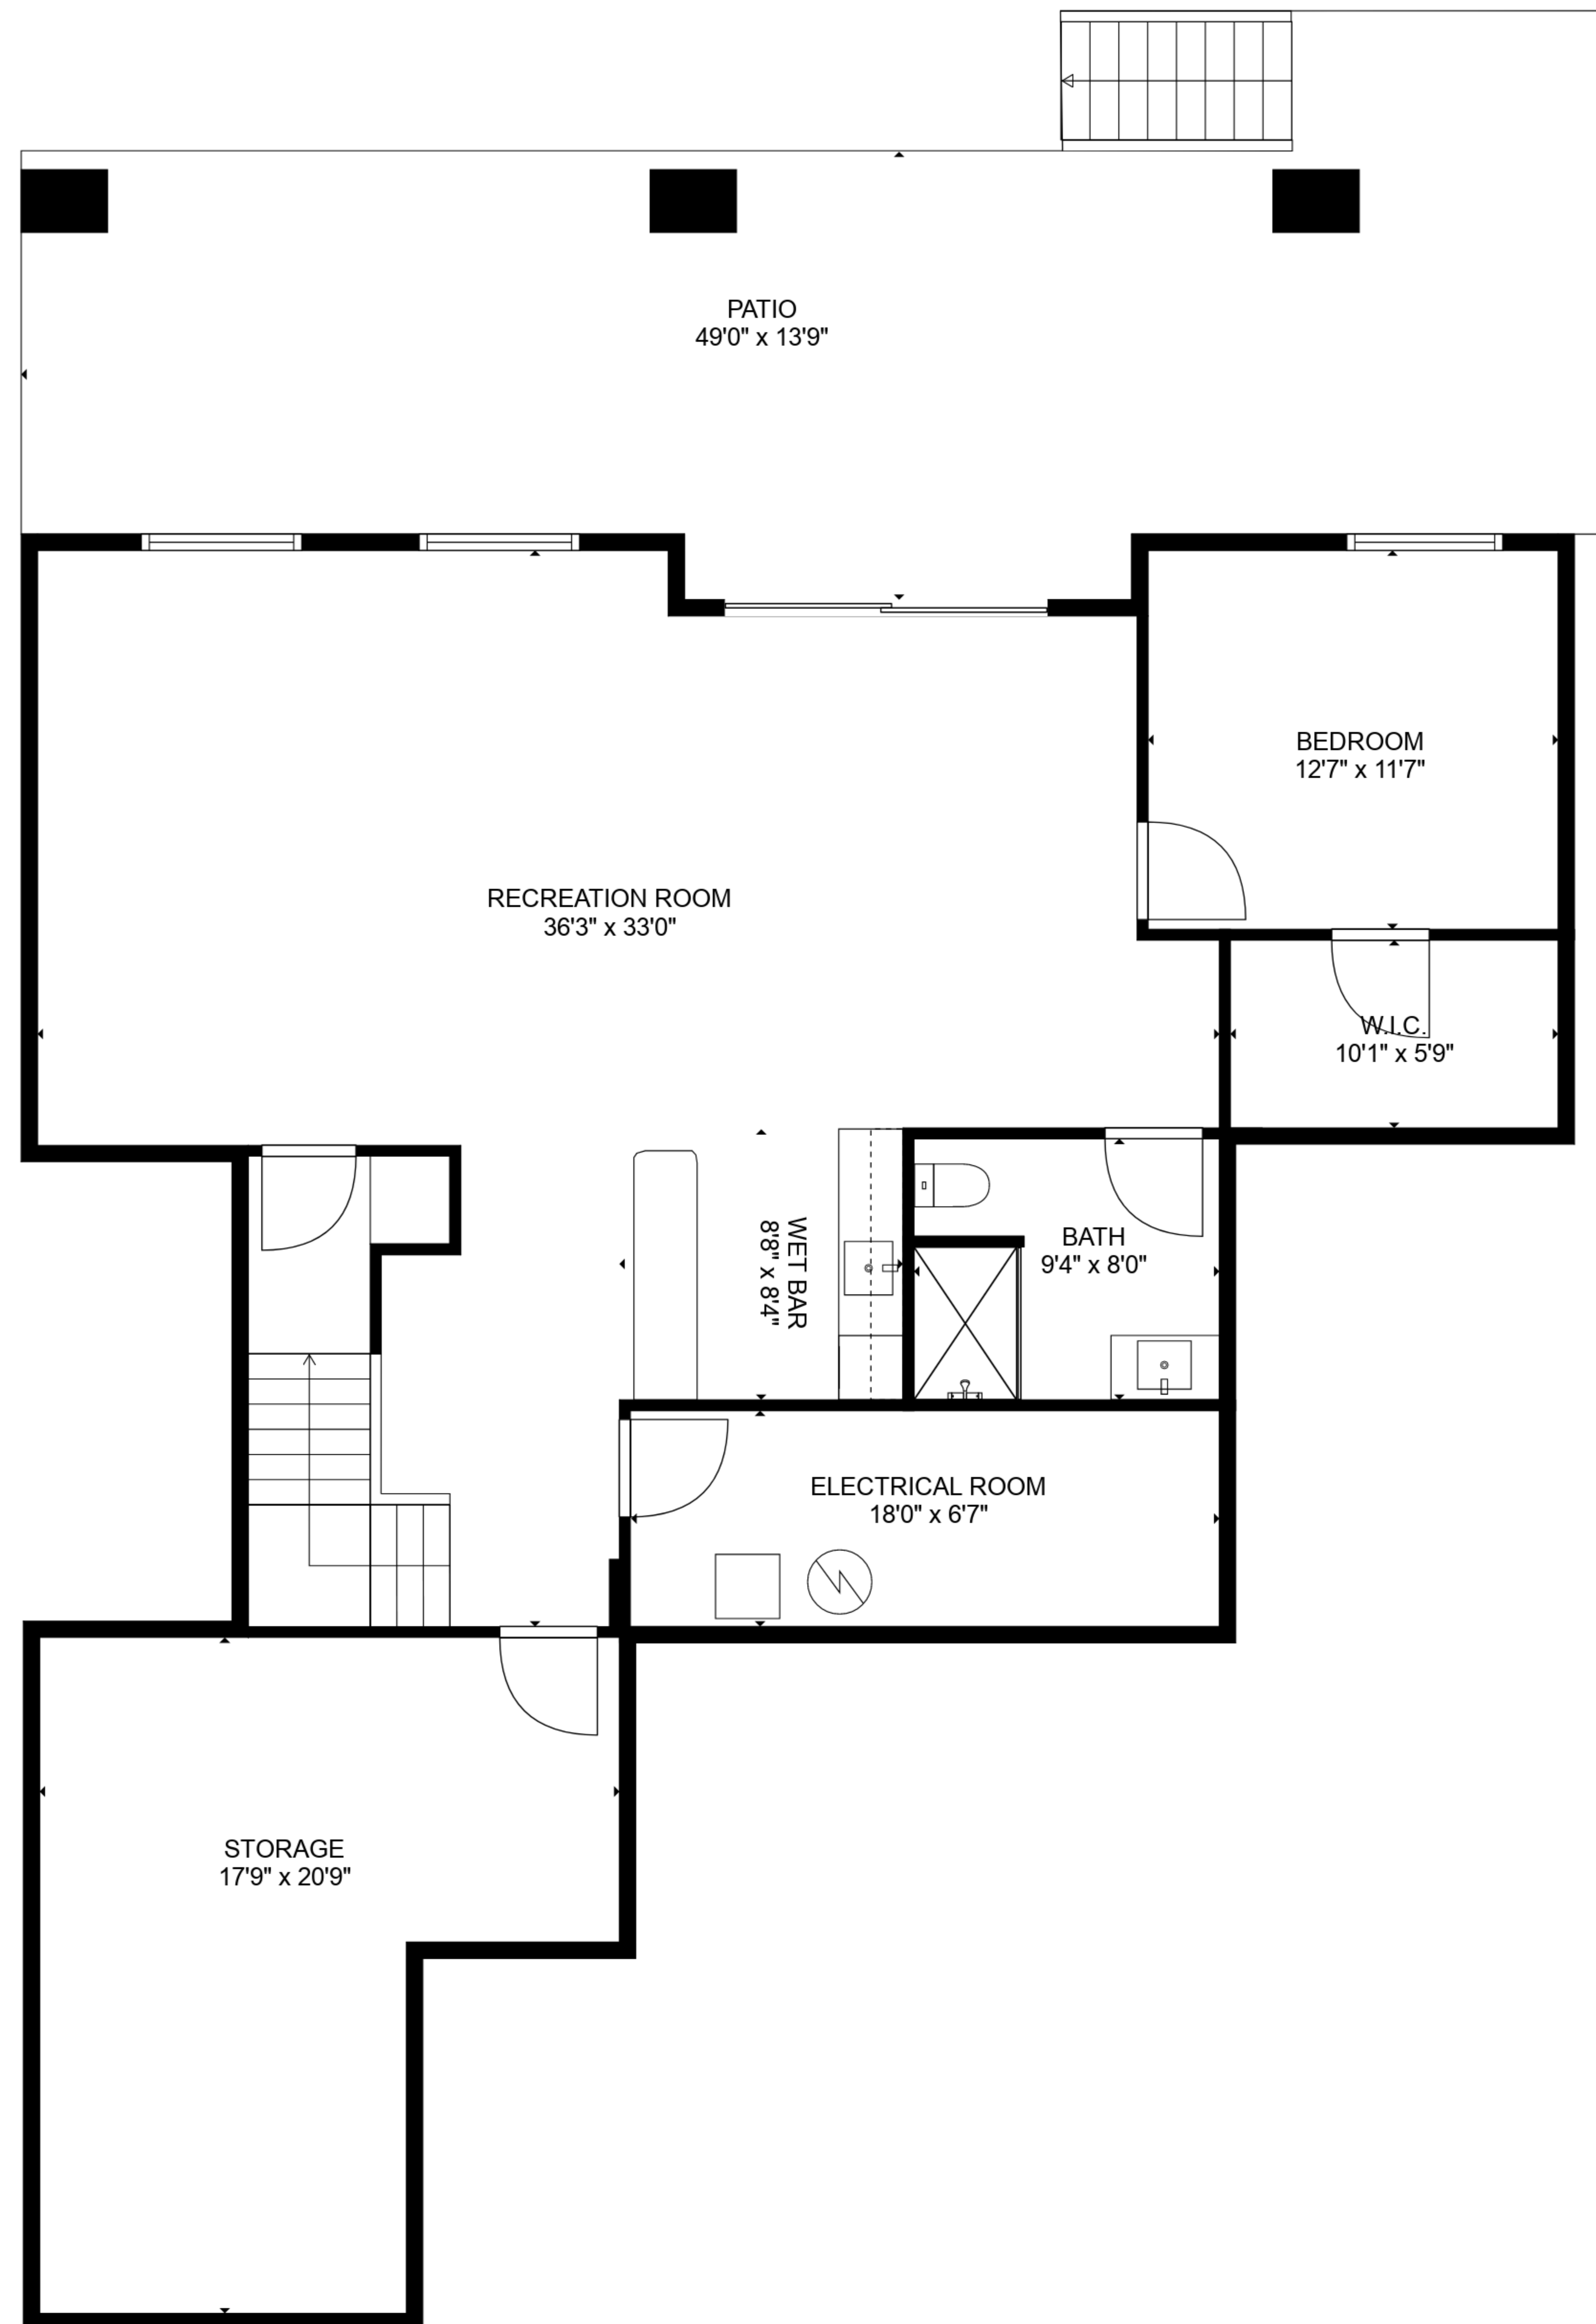 PATIO
49'0" x 13'9"
BEDROOM
12'7" x 11'7"
RECREATION ROOM
36'3" x 33'0"
W.I.C.
10'1" x 5'9"
WET BAR
8'8" x 8'4"
BATH
9'4" x 8'0"
ELECTRICAL ROOM
18'0" x 6'7"
STORAGE
17'9" x 20'9"